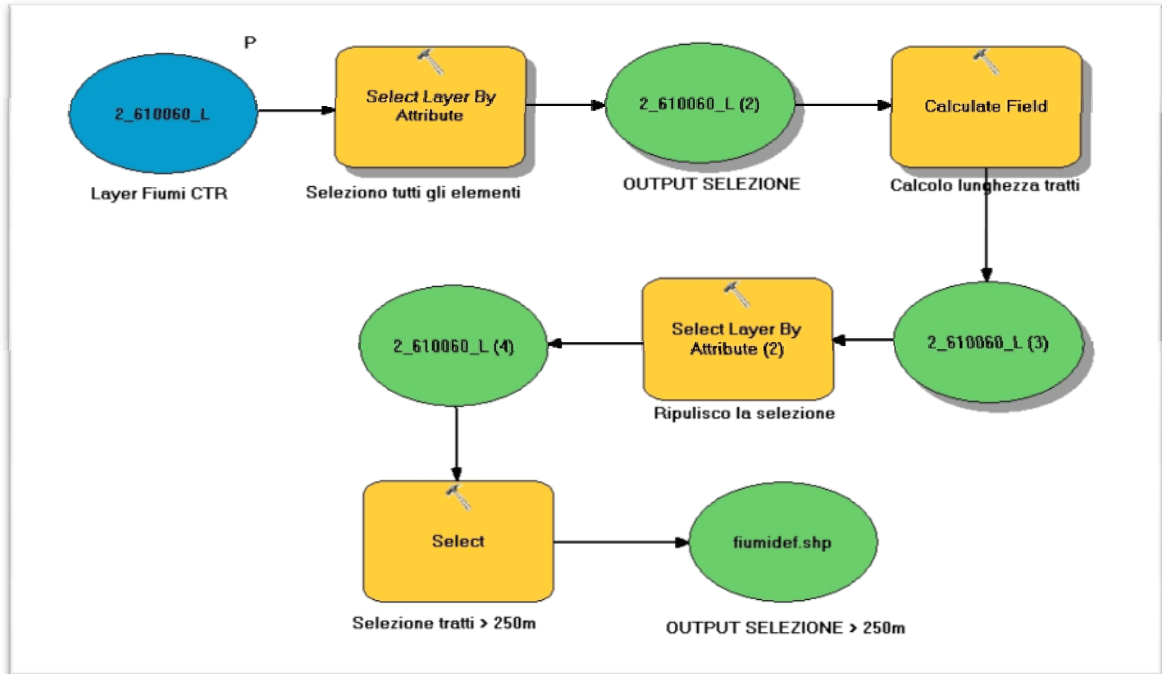 P
2_610060_L
Layer Fiumi CTR
Select Layer By
Attribute
Seleziono tutti gli elementi
2_610060_L (2)
OUTPUT SELEZIONE
Calculate Field
Calcolo lunghezza tratti
2_610060_L (3)
Select Layer By
Attribute (2)
Ripulisco la selezione
2_610060_L (4)
Select
Selezione tratti > 250m
fiumidef.shp
OUTPUT SELEZIONE > 250m